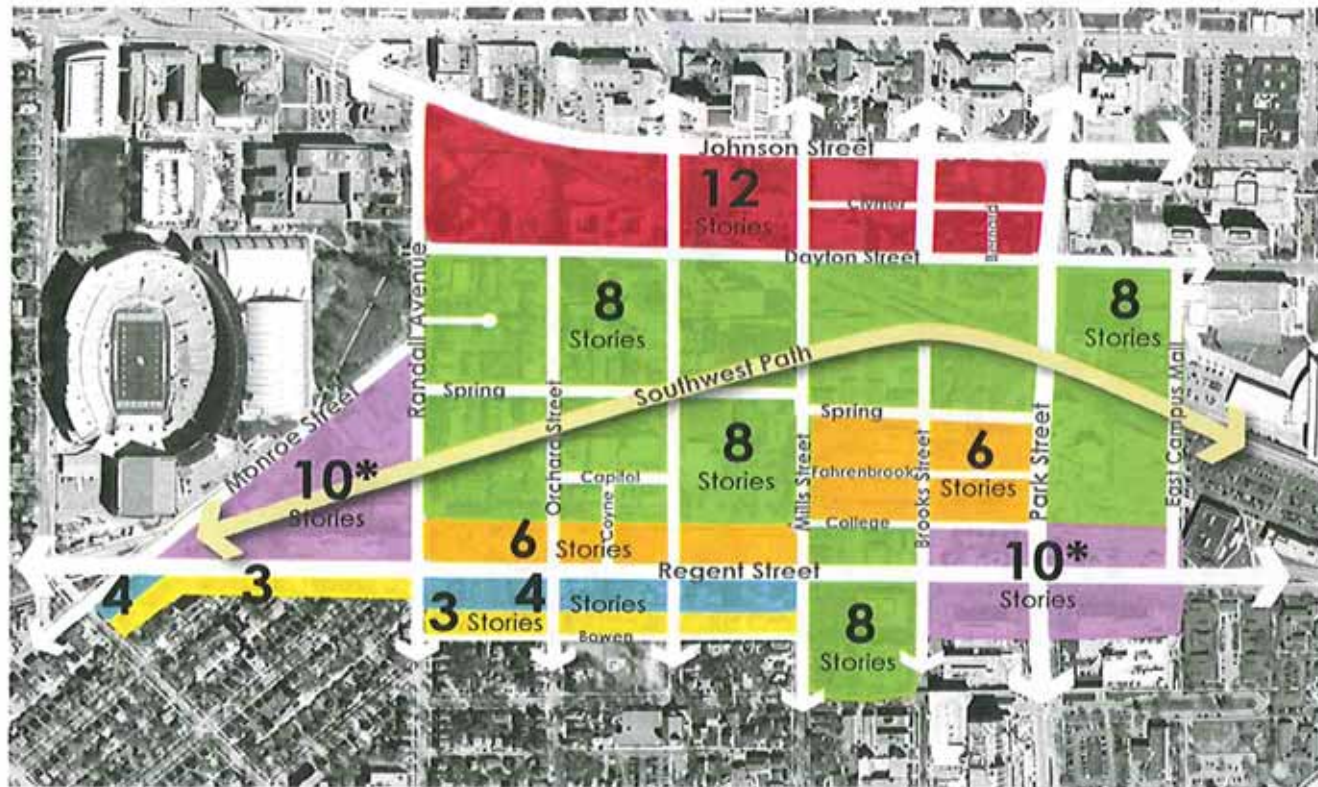 Johnson Street
12
Stories
Clymer
Barnard
Dayton Street
Randall Avenue
8
Stories
8
Stories
Southwest Path
East Campus Mall
Monroe Street
Spring
Orchard Street
Spring
10*
Stories
8
Stories
Mills Street
Fahrenbrook
Brooks Street
6
Stories
Park Street
Capitol
Coyne
College
6 Stories
Regent Street
10*
Stories
4
3
4
Stories
3 Stories
Bowen
8
Stories